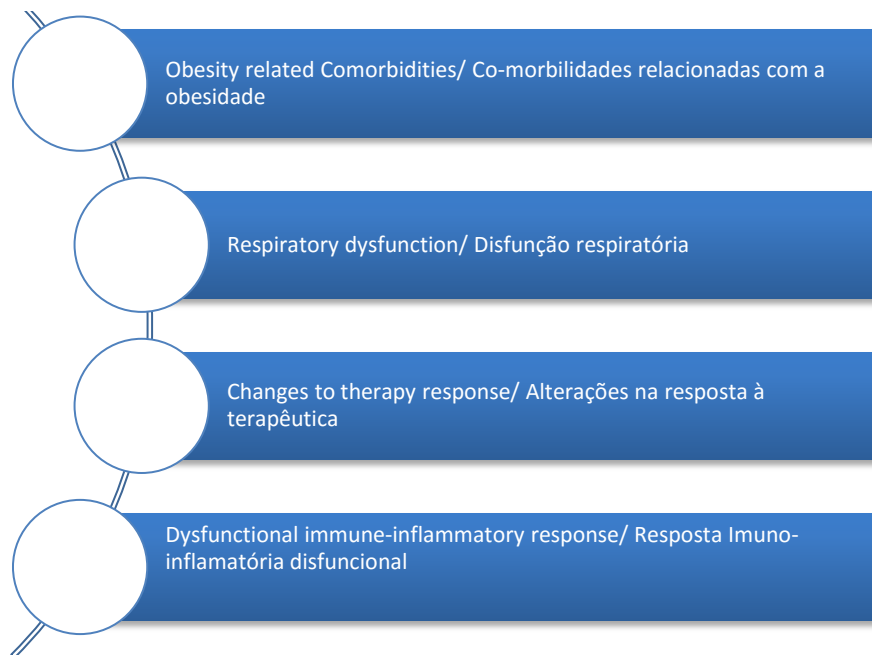 Obesity related Comorbidities/ Co-morbilidades relacionadas com a
obesidade
Respiratory dysfunction/ Disfunção respiratória
Changes to therapy response/ Alterações na resposta à
terapêutica
Dysfunctional immune-inflammatory response/ Resposta Imuno-
inflamatória disfuncional